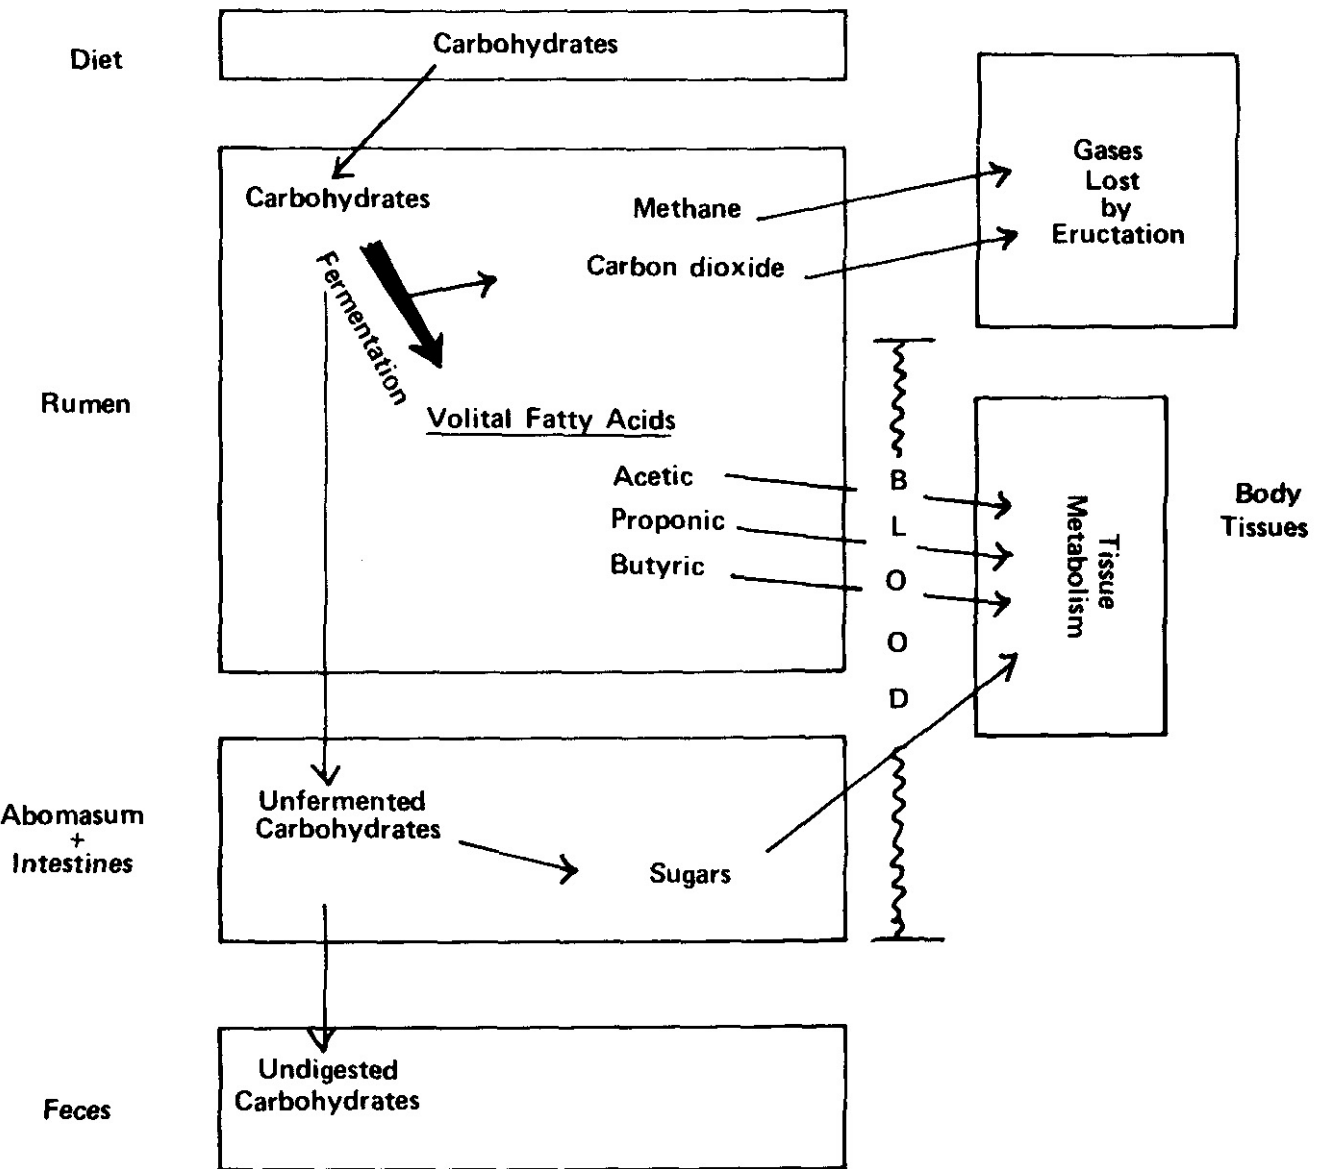 Diet
Carbohydrates
Carbohydrates
Methane
Carbon dioxide
Gases
Lost
by
Eructation
Fermentation
Rumen
Volital Fatty Acids
Acetic
Proponic
Butyric
B
L
O
O
D
Tissue
Metabolism
Body
Tissues
Abomasum
+
Intestines
Unfermented
Carbohydrates
Sugars
Feces
Undigested
Carbohydrates